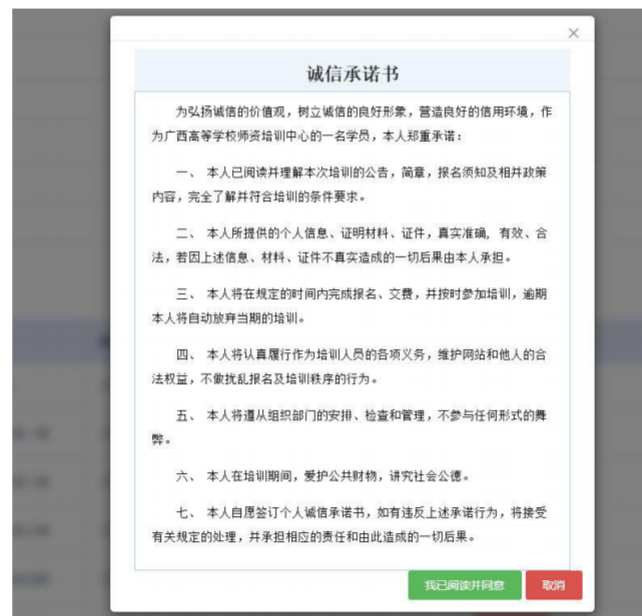 ×
诚信承诺书
为弘扬诚信的价值观，树立诚信的良好形象，营造良好的信用环境，作
为广西高等学校师资培训中心的一名学员，本人郑重承诺：
一、 本人已阅读并理解本次培训的公告，简章，报名须知及相并政策
内容，完全了解并符合培训的条件要求。
二、 本人所提供的个人信息、证明材料、证件，真实准确, 有效、合
法，若因上述信息、材料、证件不真实造成的一切后果由本人承担。
三、 本人将在规定的时间内完成报名、交费，并按时参加培训，逾期
本人将自动放弃当期的培训。
四、 本人将认真履行作为培训人员的各项义务，维护网站和他人的合
法权益，不做扰乱报名及培训秩序的行为。
五、 本人将遵从组织部门的安排、检查和管理，不参与任何形式的舞
弊。
六、 本人在培训期间，爱护公共财物，讲究社会公德。
七、 本人自愿签订个人诚信承诺书，如有违反上述承诺行为，将接受
有关规定的处理，并承担相应的责任和由此造成的一切后果。
我已阅读并同意 取消